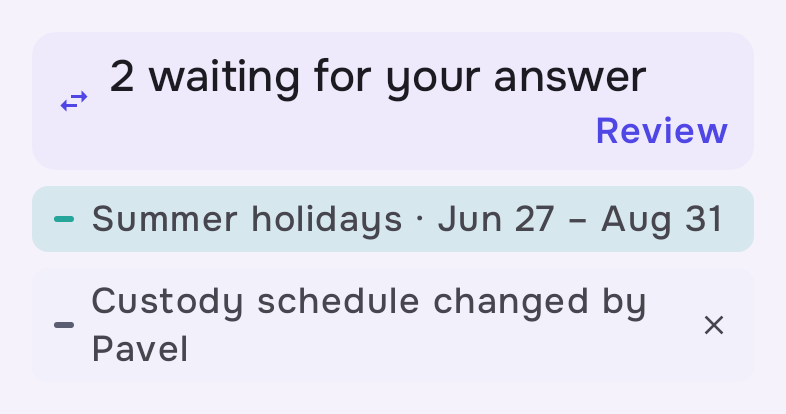 2 waiting for your answer
Review
Summer holidays · Jun 27 – Aug 31
Custody schedule changed by
Pavel